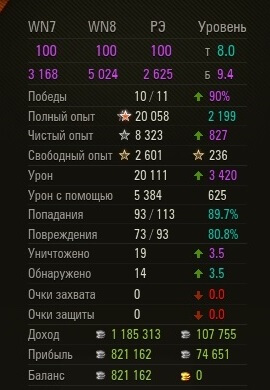 WN7 WN8 РЭ Уровень
100 100 100 т 8.0
3 168 5 024 2 625 Б 9.4
Победы 10 / 11 90%
Полный опыт 20 058 2 199
Чистый опыт 8 323 827
Свободный опыт 2 601 236
Урон 20 111 3 420
Урон с помощью 5 384 625
Попадания 93 / 113 89.7%
Повреждения 73 / 93 80.8%
Уничтожено 19 3.5
Обнаружено 14 3.5
Очки захвата 0 0.0
Очки защиты 0 0.0
Доход 1 185 313 107 755
Прибыль 821 162 74 651
Баланс 821 162 0